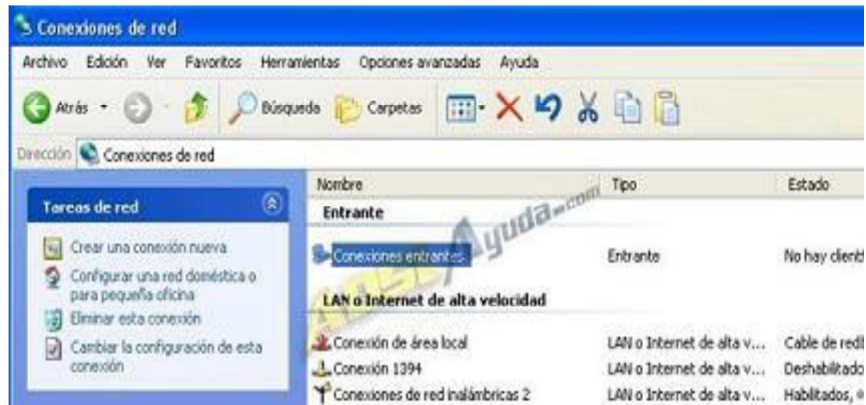 Conexiones de red
Archivo Edición Ver Favoritos Herramientas Opciones avanzadas Ayuda
Atrás Búsqueda Carpetas
Dirección Conexiones de red
Tareas de red
Crear una conexión nueva
Configurar una red doméstica o
para pequeña oficina
Eliminar esta conexión
Cambiar la configuración de esta
conexión
Nombre Tipo Estado
Entrante
Conexiones entrantes Entrante No hay client
LAN o Internet de alta velocidad
Conexión de área local LAN o Internet de alta v... Cable de red
Conexión 1394 LAN o Internet de alta v... Deshabilitado
Conexiones de red inalámbricas 2 LAN o Internet de alta v... Habilitados,
AdslAyuda.com